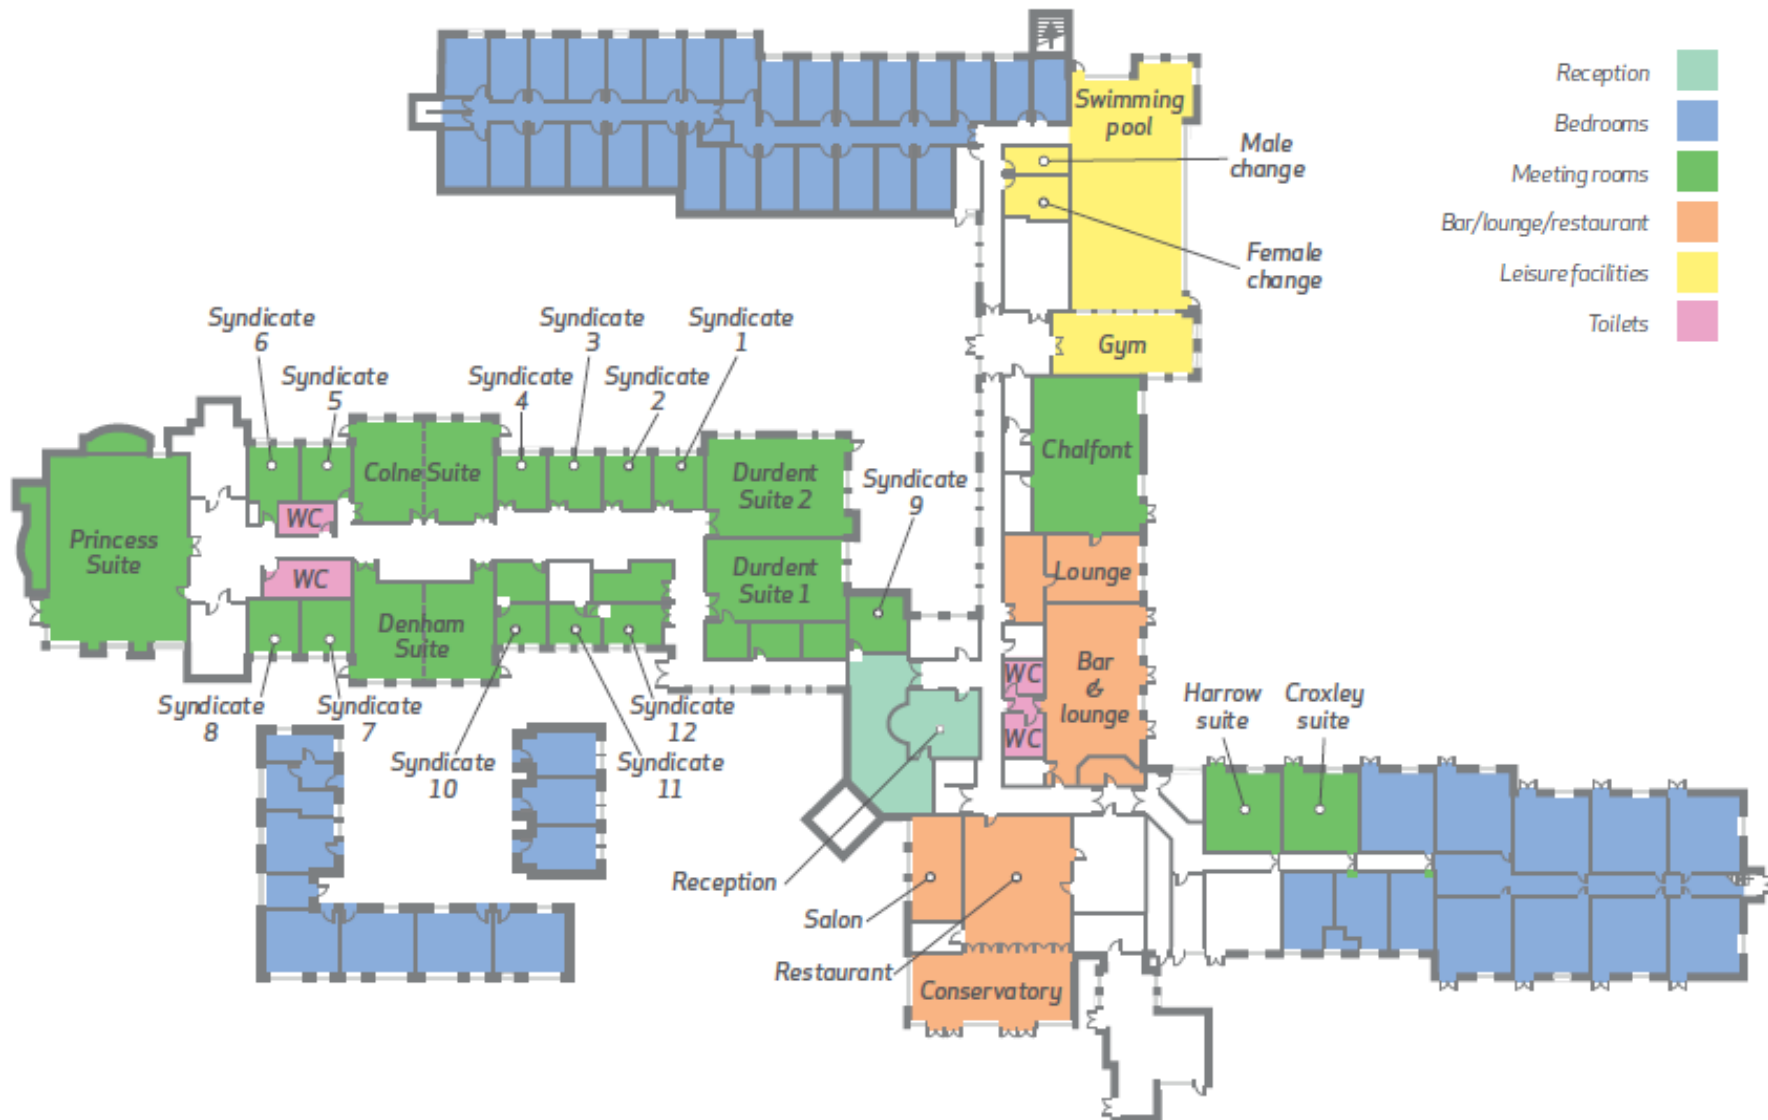 Reception
Bedrooms
Meeting rooms
Bar/lounge/restaurant
Leisure facilities
Toilets
Swimming
pool
Male
change
Female
change
Gym
Syndicate
6
Syndicate
5
Syndicate
4
Syndicate
3
Syndicate
2
Syndicate
1
Colne Suite
Durdent
Suite 2
Syndicate
9
Chalfont
WC
Princess
Suite
WC
Durdent
Suite 1
Lounge
Denham
Suite
Bar
&
lounge
WC
WC
Syndicate
8
Syndicate
7
Syndicate
10
Syndicate
11
Syndicate
12
Harrow
suite
Croxley
suite
Reception
Salon
Restaurant
Conservatory